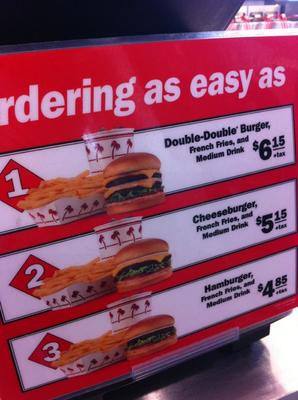 rdering as easy as
1
Double-Double® Burger,
French Fries, and
Medium Drink
$6 15
+tax
2
Cheeseburger,
French Fries, and
Medium Drink
$5 15
+tax
3
Hamburger,
French Fries, and
Medium Drink
$4 85
+tax